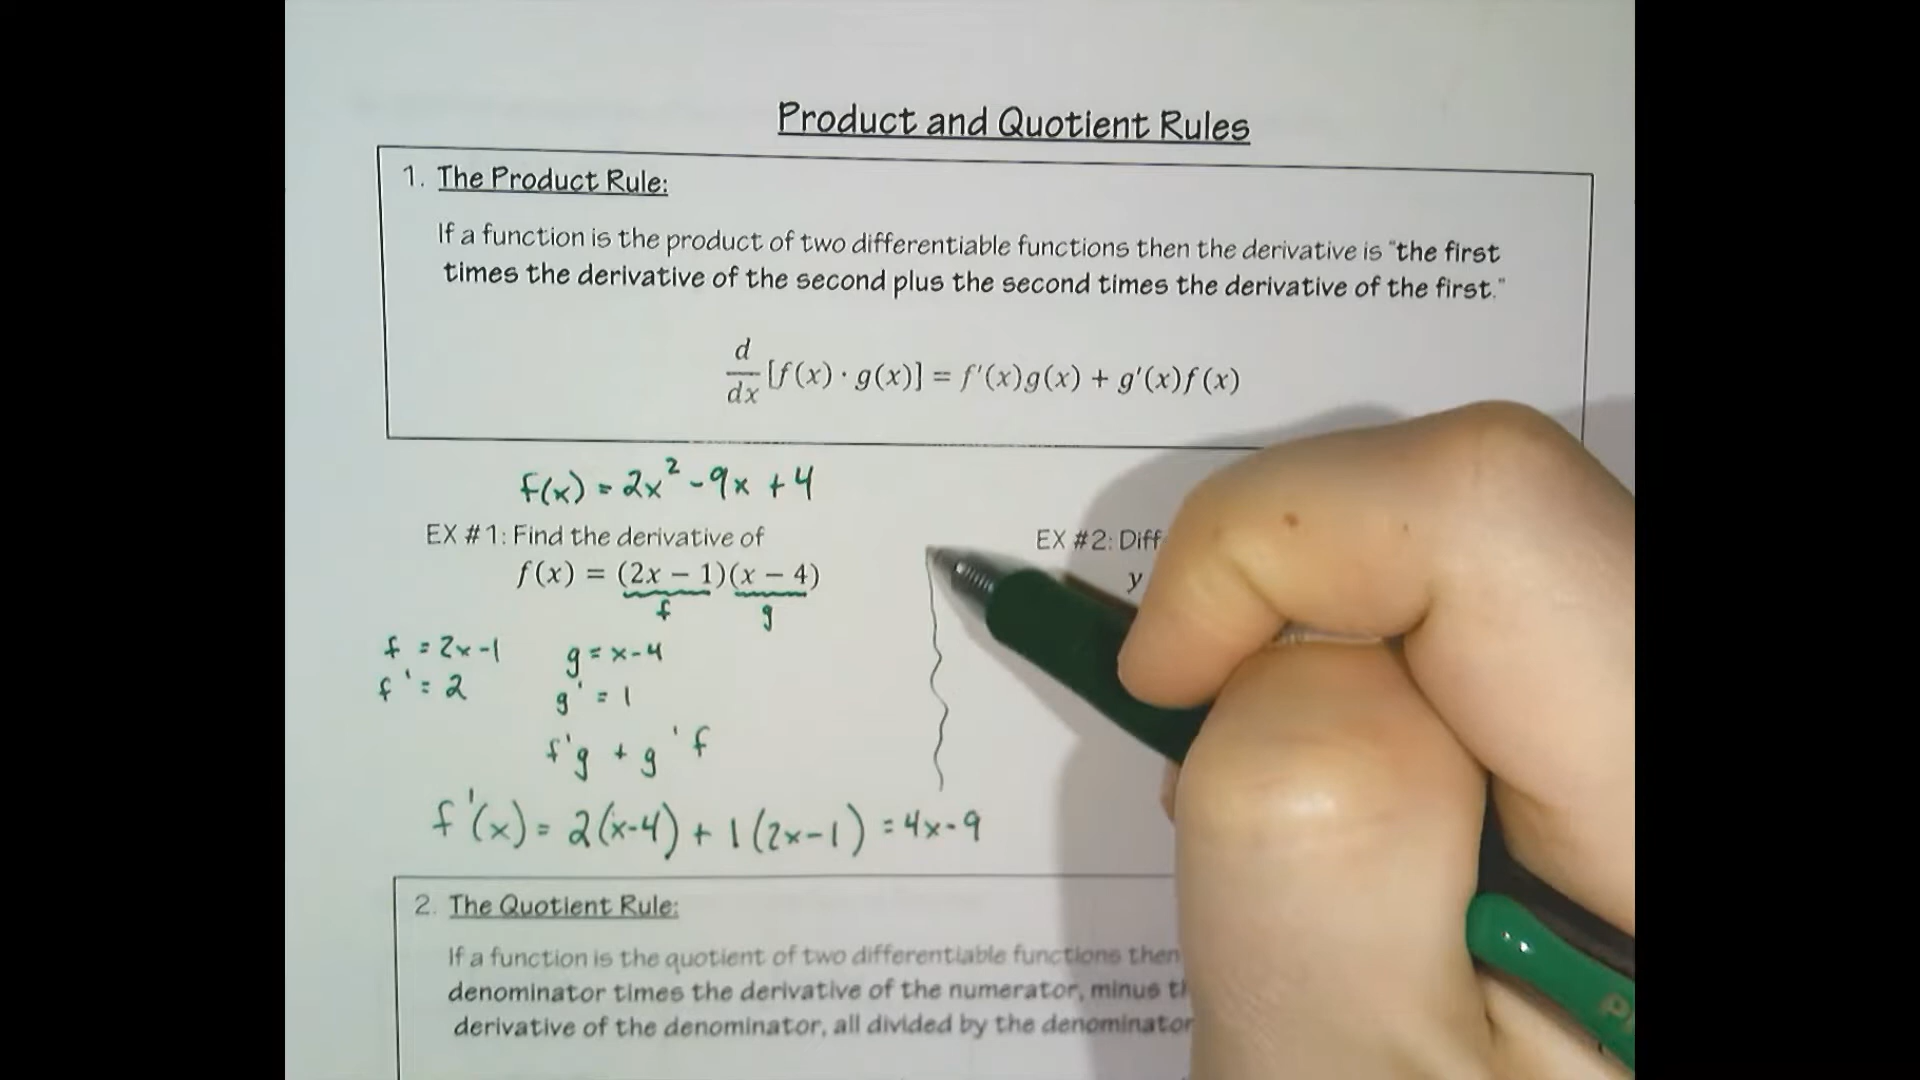 Product and Quotient Rules
1. The Product Rule:
If a function is the product of two differentiable functions then the derivative is "the first
times the derivative of the second plus the second times the derivative of the first."
d/dx [f(x) · g(x)] = f'(x)g(x) + g'(x)f(x)
f(x) = 2x² - 9x + 4
EX #1: Find the derivative of
f(x) = (2x − 1)(x − 4)
f g
f = 2x - 1
f' = 2
g = x - 4
g' = 1
f'g + g'f
f'(x) = 2(x-4) + 1(2x-1) = 4x - 9
EX #2: Diff
y
2. The Quotient Rule:
If a function is the quotient of two differentiable functions then
denominator times the derivative of the numerator, minus
derivative of the denominator, all divided by the denominator